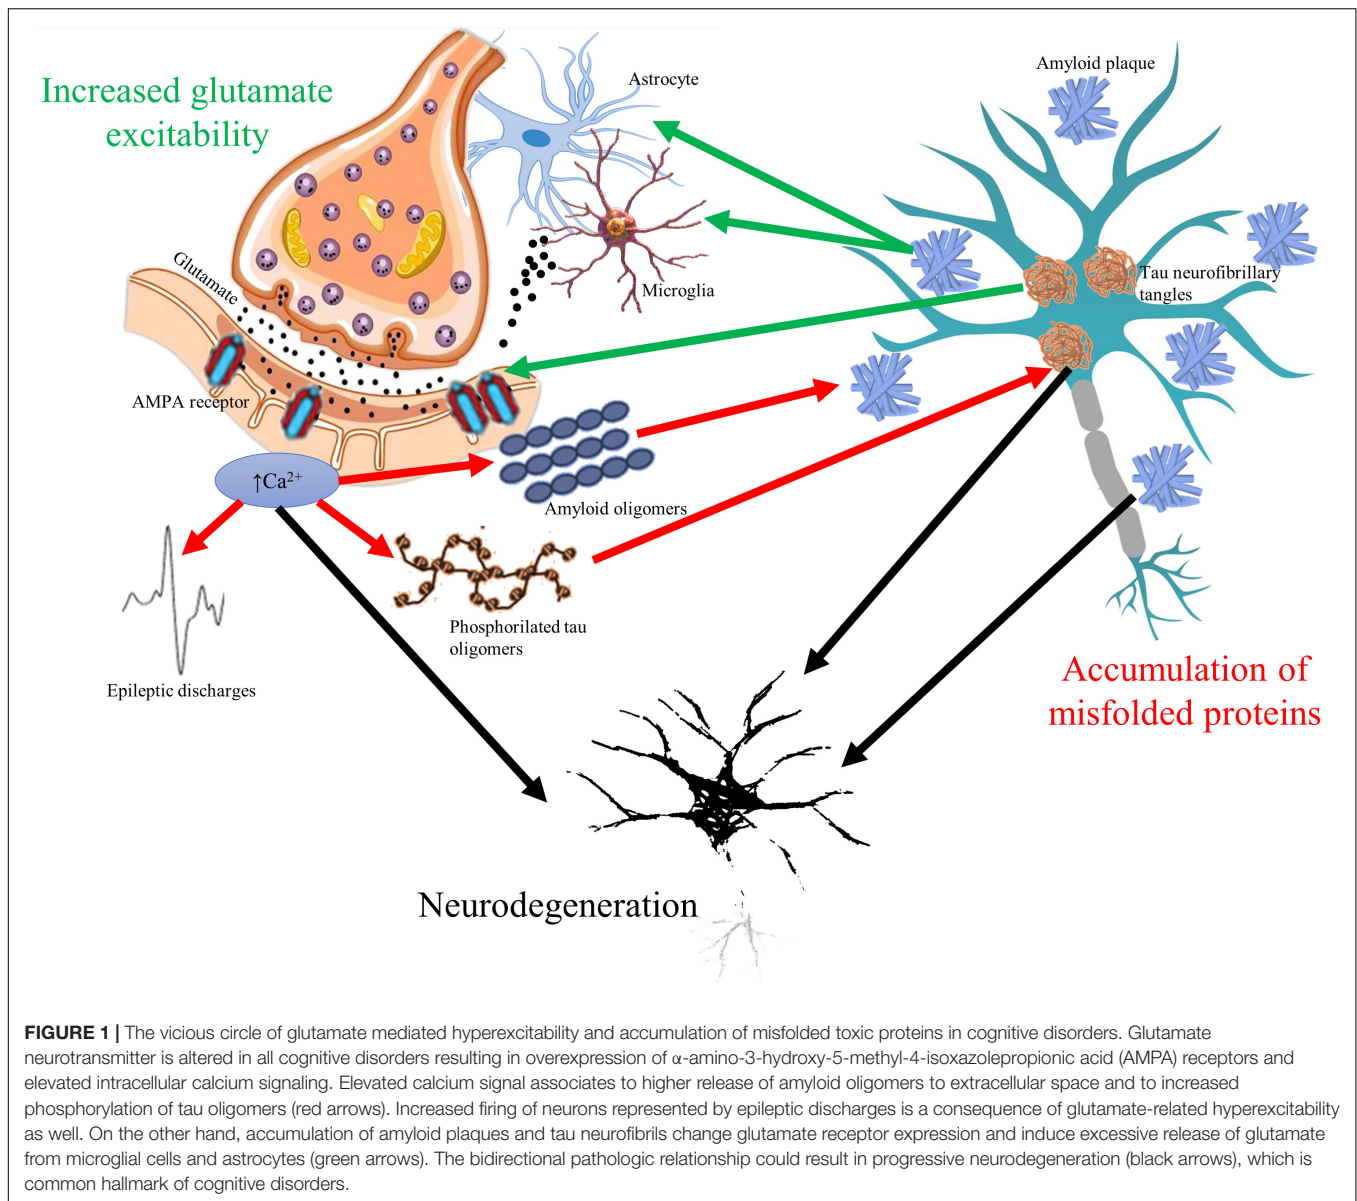 Increased glutamate
excitability
Astrocyte
Amyloid plaque
Glutamate
Microglia
Tau neurofibrillary
tangles
AMPA receptor
↑Ca²⁺
Amyloid oligomers
Phosphorilated tau
oligomers
Epileptic discharges
Accumulation of
misfolded proteins
Neurodegeneration
FIGURE 1 | The vicious circle of glutamate mediated hyperexcitability and accumulation of misfolded toxic proteins in cognitive disorders. Glutamate
neurotransmitter is altered in all cognitive disorders resulting in overexpression of α-amino-3-hydroxy-5-methyl-4-isoxazolepropionic acid (AMPA) receptors and
elevated intracellular calcium signaling. Elevated calcium signal associates to higher release of amyloid oligomers to extracellular space and to increased
phosphorylation of tau oligomers (red arrows). Increased firing of neurons represented by epileptic discharges is a consequence of glutamate-related hyperexcitability
as well. On the other hand, accumulation of amyloid plaques and tau neurofibrils change glutamate receptor expression and induce excessive release of glutamate
from microglial cells and astrocytes (green arrows). The bidirectional pathologic relationship could result in progressive neurodegeneration (black arrows), which is
common hallmark of cognitive disorders.